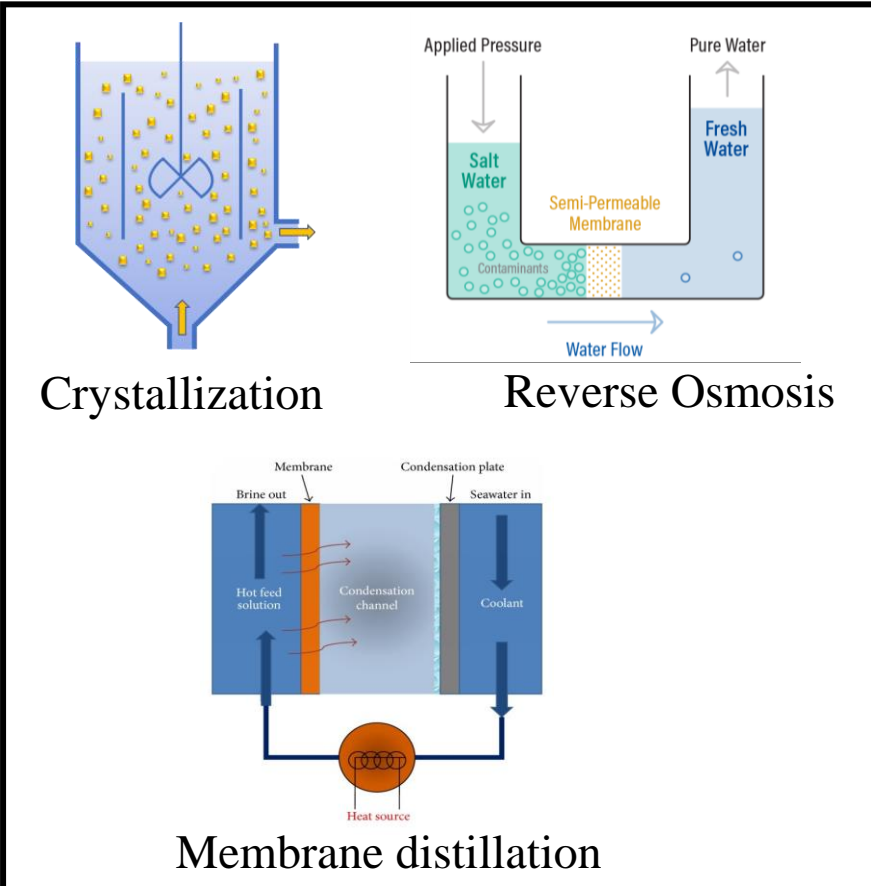 Applied Pressure
Pure Water
Salt
Water
Fresh
Water
Semi-Permeable
Membrane
Contaminants
Water Flow
Crystallization
Reverse Osmosis
Membrane
Condensation plate
Brine out
Seawater in
Hot feed
solution
Condensation
channel
Coolant
Heat source
Membrane distillation